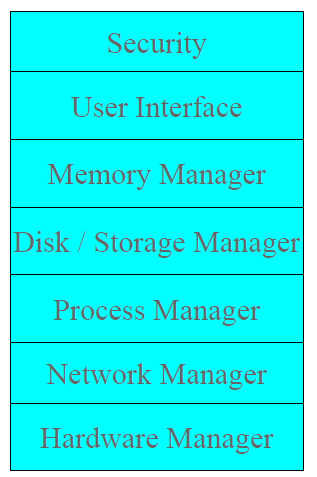 Security
User Interface
Memory Manager
Disk / Storage Manager
Process Manager
Network Manager
Hardware Manager